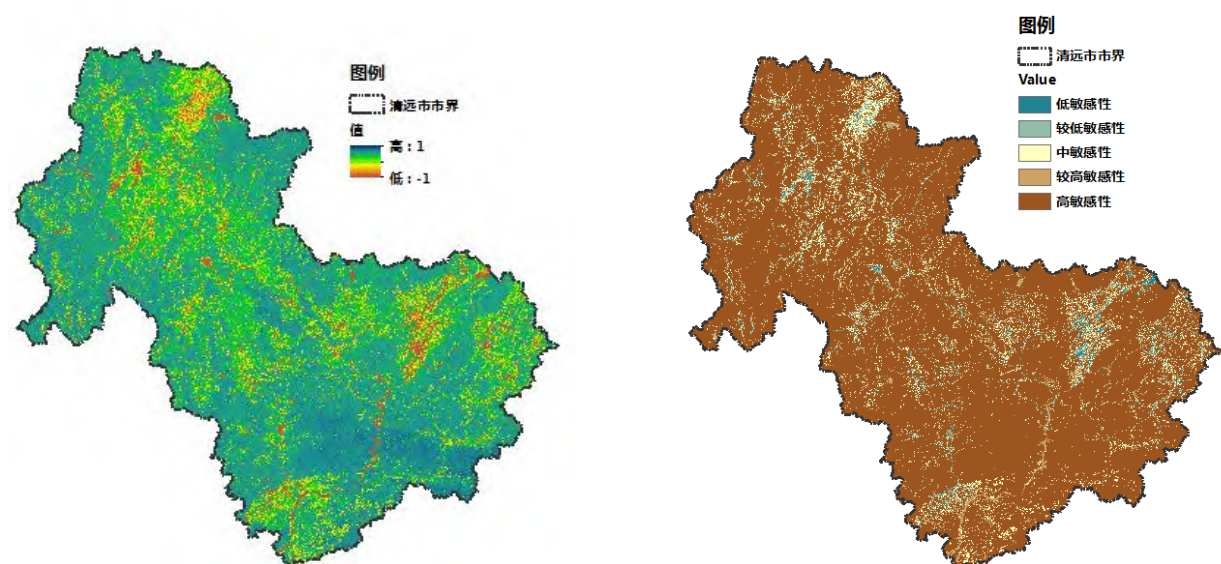 图例
清远市市界
值
高：1
低：-1
图例
清远市市界
Value
低敏感性
较低敏感性
中敏感性
较高敏感性
高敏感性